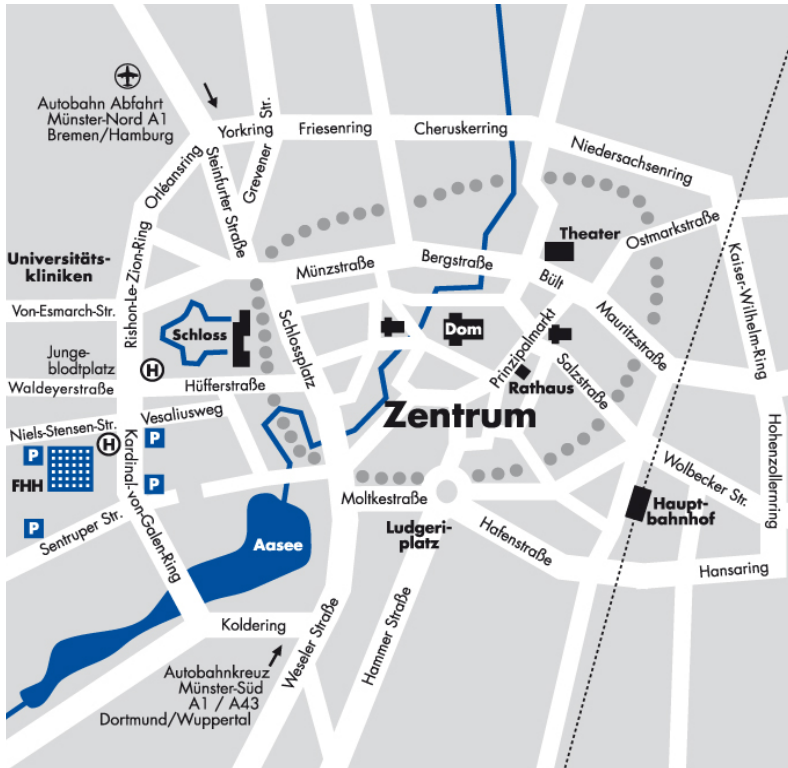 Autobahn Abfahrt
Münster-Nord A1
Bremen/Hamburg
Yorkring
Friesenring
Cheruskerring
Niedersachsenring
Grevener Str.
Orléansring
Steinfurter Straße
Theater
Ostmarkstraße
Universitäts-
kliniken
Rishon-Le-Zion-Ring
Münzstraße
Bergstraße
Bült
Kaiser-Wilhelm-Ring
Von-Esmarch-Str.
Schloss
Schlossplatz
Dom
Prinzipalmarkt
Mauritzstraße
Junge-
blodtplatz
H
Waldeyerstraße
Hüfferstraße
Rathaus
Salzstraße
Niels-Stensen-Str.
Vesaliusweg
Zentrum
H
P
P
FHH
Kardinal-von-Galen-Ring
P
P
Sentruper Str.
Moltkestraße
Ludgeri-
platz
Hafenstraße
Wolbecker Str.
Hohenzollernring
Haupt-
bahnhof
Aasee
Hansaring
Koldering
Weseler Straße
Hammer Straße
Autobahnkreuz
Münster-Süd
A1 / A43
Dortmund/Wuppertal